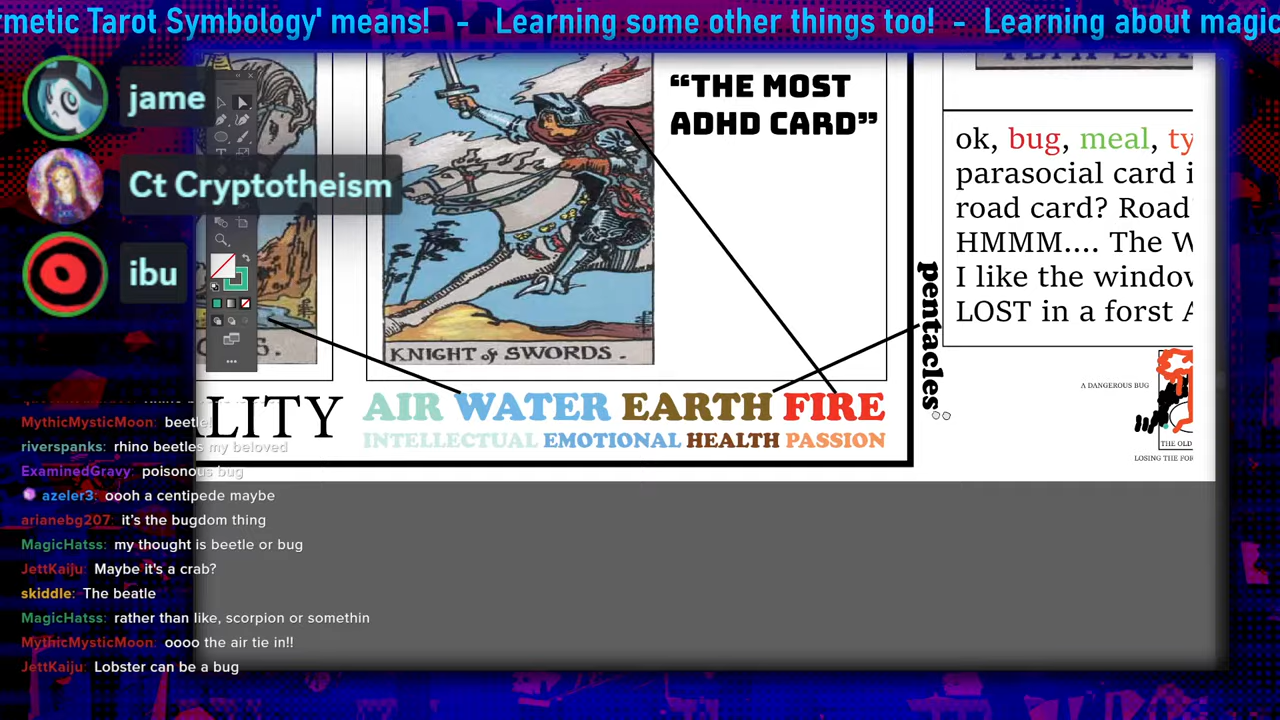 rmetic Tarot Symbology' means! - Learning some other things too! - Learning about magic
jame
Ct Cryptotheism
ibu
"THE MOST
ADHD CARD"
KNIGHT of SWORDS.
S.
ALITY
AIR WATER EARTH FIRE
INTELLECTUAL EMOTIONAL HEALTH PASSION
pentacles
ok, bug, meal, ty
parasocial card i
road card? Road'
HMMM.... The W
I like the window
LOST in a forst A
A DANGEROUS BUG
THE OLD
LOSING THE FOR
MythicMysticMoon: beetle
riverspanks: rhino beetles my beloved
ExaminedGravy: poisonous bug
azeler3: oooh a centipede maybe
arianebg207: it's the bugdom thing
MagicHatss: my thought is beetle or bug
JettKaiju: Maybe it's a crab?
skiddle: The beatle
MagicHatss: rather than like, scorpion or somethin
MythicMysticMoon: oooo the air tie in!!
JettKaiju: Lobster can be a bug